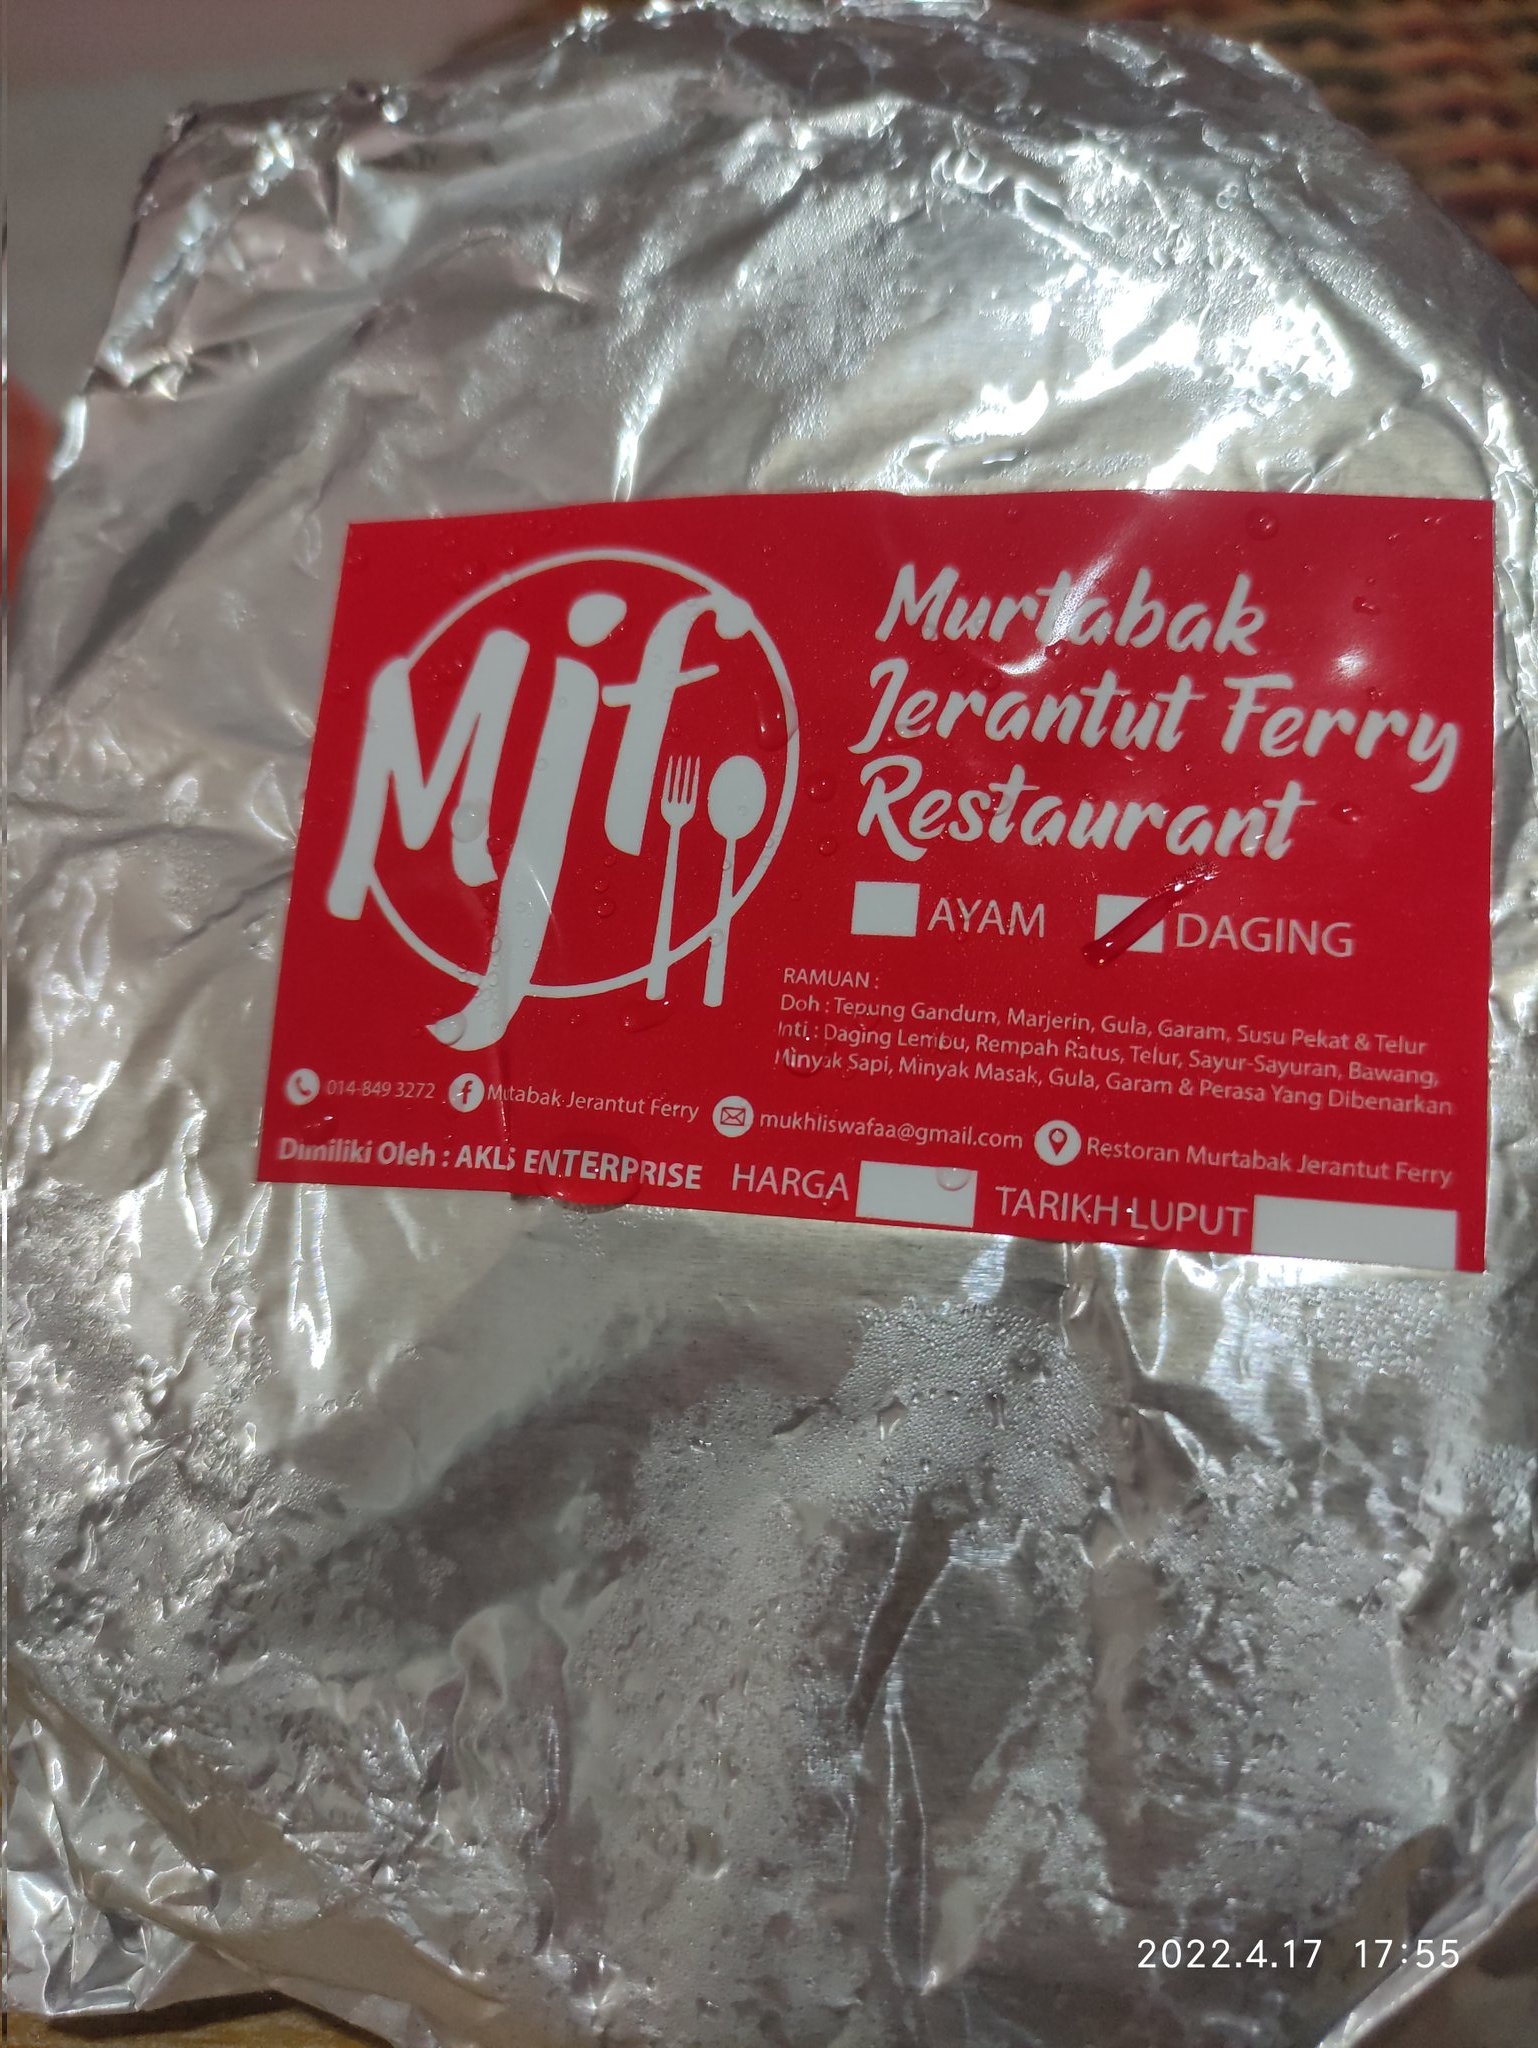 Mjf
Murtabak
Jerantut Ferry
Restaurant
AYAM DAGING
RAMUAN :
Doh : Tepung Gandum, Marjerin, Gula, Garam, Susu Pekat & Telur
Inti : Daging Lembu, Rempah Ratus, Telur, Sayur-Sayuran, Bawang,
Minyak Sapi, Minyak Masak, Gula, Garam & Perasa Yang Dibenarkan
014-849 3272 Mutabak Jerantut Ferry mukhliswafaa@gmail.com Restoran Murtabak Jerantut Ferry
Dimiliki Oleh : AKLS ENTERPRISE HARGA TARIKH LUPUT
2022.4.17 17:55